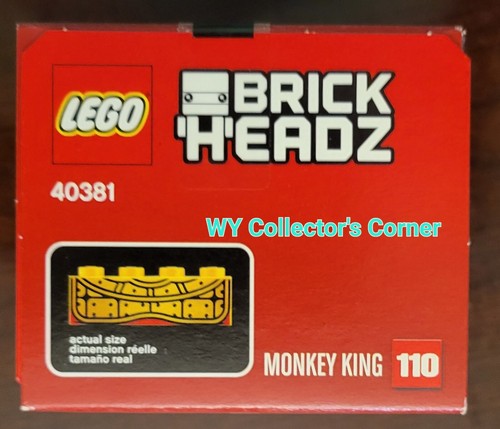 LEGO
BRICK
HEADZ
40381
WY Collector's Corner
actual size
dimension réelle
tamaño real
MONKEY KING 110